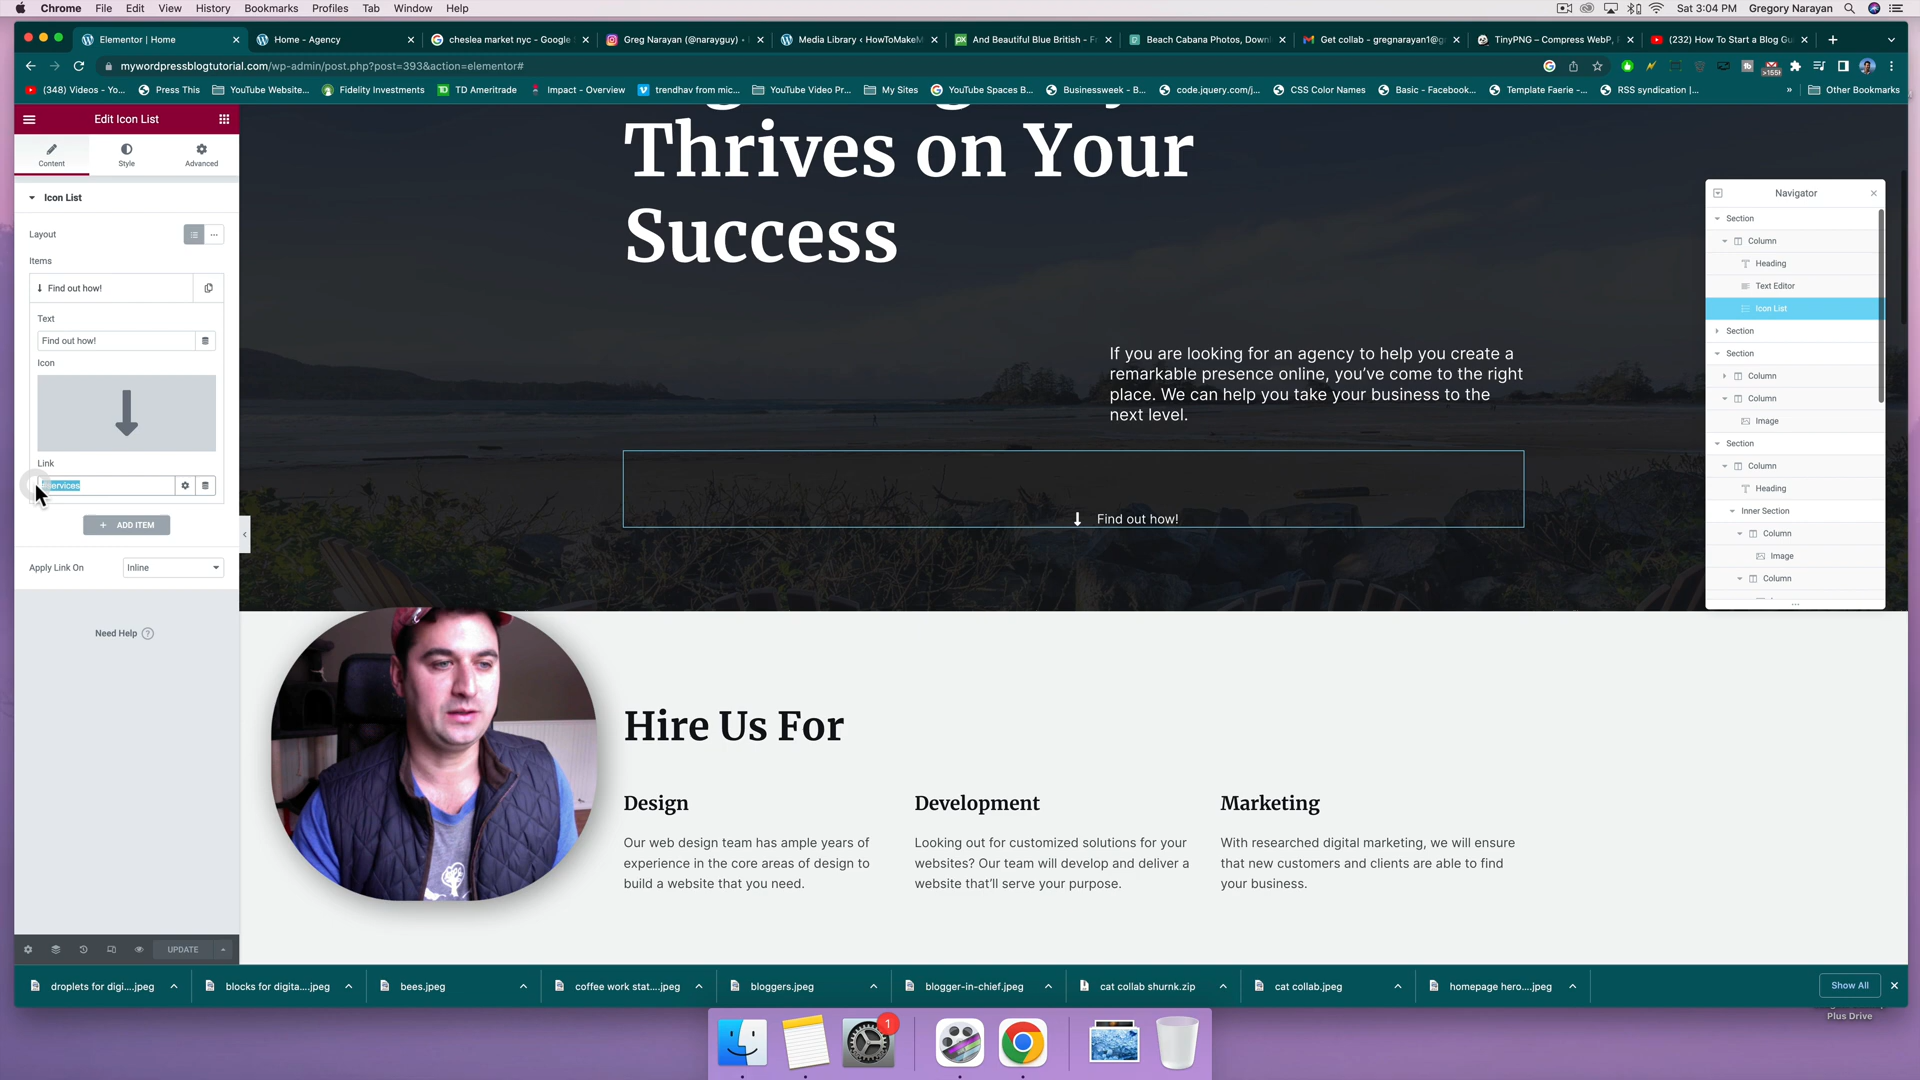 Chrome File Edit View History Bookmarks Profiles Tab Window Help Sat 3:04 PM Gregory Narayan
Elementor | Home Home - Agency cheslea market nyc - Google Greg Narayan (@narayguy) • Media Library ‹ HowToMakeM And Beautiful Blue British - F Beach Cabana Photos, Down Get collab - gregnarayan1@g TinyPNG – Compress WebP, (232) How To Start a Blog Gu
mywordpressblogtutorial.com/wp-admin/post.php?post=393&action=elementor#
(348) Videos - Yo... Press This YouTube Website... Fidelity Investments TD Ameritrade Impact - Overview trendhav from mic... YouTube Video Pr... My Sites YouTube Spaces B... Businessweek - B... code.jquery.com/j... CSS Color Names Basic - Facebook... Template Faerie -... RSS syndication |... » Other Bookmarks
Edit Icon List
Content Style Advanced
Icon List
Layout
Items
Find out how!
Text
Find out how!
Icon
Link
ervices
+ ADD ITEM
Apply Link On Inline
Need Help ?
UPDATE
Thrives on Your
Success
If you are looking for an agency to help you create a
remarkable presence online, you've come to the right
place. We can help you take your business to the
next level.
Find out how!
Hire Us For
Design
Our web design team has ample years of
experience in the core areas of design to
build a website that you need.
Development
Looking out for customized solutions for your
websites? Our team will develop and deliver a
website that'll serve your purpose.
Marketing
With researched digital marketing, we will ensure
that new customers and clients are able to find
your business.
Navigator
Section
Column
Heading
Text Editor
Icon List
Section
Section
Column
Column
Image
Section
Column
Heading
Inner Section
Column
Image
Column
droplets for digi....jpeg blocks for digita....jpeg bees.jpeg coffee work stat....jpeg bloggers.jpeg blogger-in-chief.jpeg cat collab shurnk.zip cat collab.jpeg homepage hero....jpeg Show All
1
Plus Drive